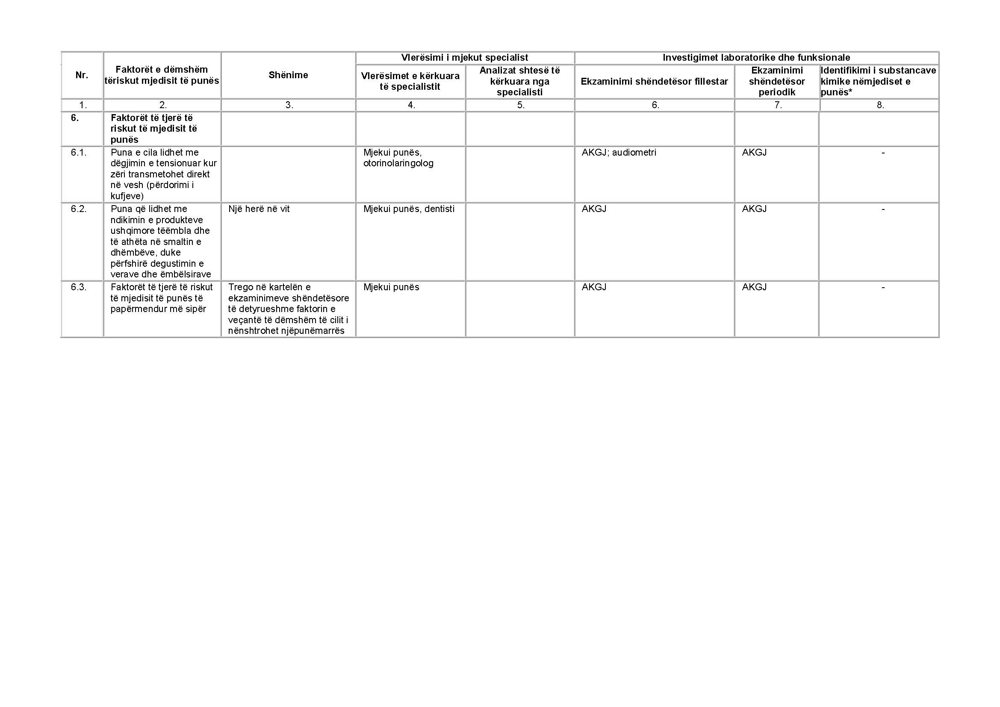 Nr.
Faktorët e dëmshëm
tëriskut mjedisit të punës
Shënime
Vlerësimi i mjekut specialist
Investigimet laboratorike dhe funksionale
Vlerësimet e kërkuara
të specialistit
Analizat shtesë të
kërkuara nga
specialisti
Ekzaminimi shëndetësor fillestar
Ekzaminimi
shëndetësor
periodik
Identifikimi i substancave
kimike nëmjediset e
punës*
1.
2.
3.
4.
5.
6.
7.
8.
6.
Faktorët të tjerë të
riskut të mjedisit të
punës
6.1.
Puna e cila lidhet me
dëgjimin e tensionuar kur
zëri transmetohet direkt
në vesh (përdorimi i
kufjeve)
Mjekui punës,
otorinolaringolog
AKGJ; audiometri
AKGJ
-
6.2.
Puna që lidhet me
ndikimin e produkteve
ushqimore tëëmbla dhe
të athëta në smaltin e
dhëmbëve, duke
përfshirë degustimin e
verave dhe ëmbëlsirave
Një herë në vit
Mjekui punës, dentisti
AKGJ
AKGJ
-
6.3.
Faktorët të tjerë të riskut
të mjedisit të punës të
papërmendur më sipër
Trego në kartelën e
ekzaminimeve shëndetësore
të detyrueshme faktorin e
veçantë të dëmshëm të cilit i
nënshtrohet njëpunëmarrës
Mjekui punës
AKGJ
AKGJ
-